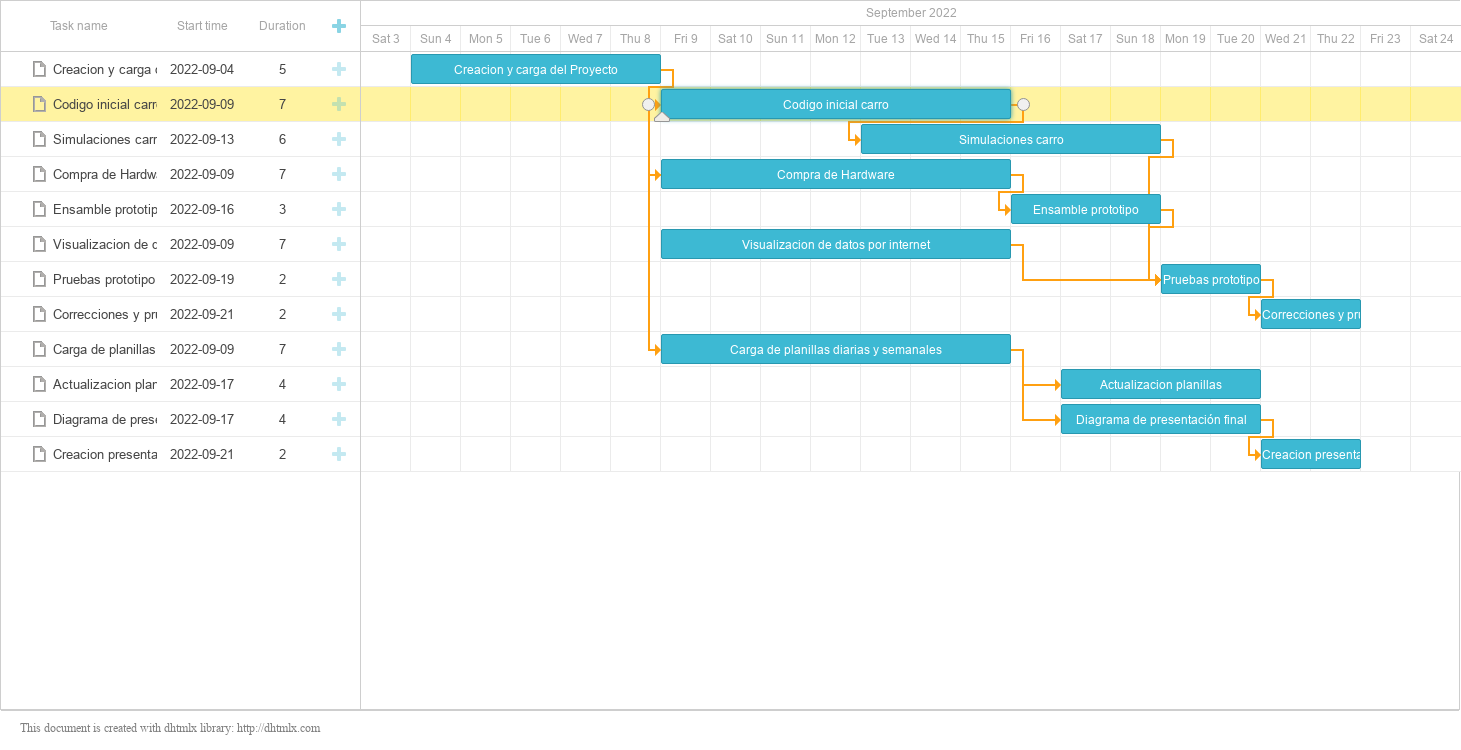 Task name Start time Duration
September 2022
Sat 3 Sun 4 Mon 5 Tue 6 Wed 7 Thu 8 Fri 9 Sat 10 Sun 11 Mon 12 Tue 13 Wed 14 Thu 15 Fri 16 Sat 17 Sun 18 Mon 19 Tue 20 Wed 21 Thu 22 Fri 23 Sat 24
Creacion y carga 2022-09-04 5 Creacion y carga del Proyecto
Codigo inicial carr 2022-09-09 7 Codigo inicial carro
Simulaciones carr 2022-09-13 6 Simulaciones carro
Compra de Hardw 2022-09-09 7 Compra de Hardware
Ensamble prototip 2022-09-16 3 Ensamble prototipo
Visualizacion de 2022-09-09 7 Visualizacion de datos por internet
Pruebas prototipo 2022-09-19 2 Pruebas prototipo
Correcciones y pru 2022-09-21 2 Correcciones y pru
Carga de planillas 2022-09-09 7 Carga de planillas diarias y semanales
Actualizacion plan 2022-09-17 4 Actualizacion planillas
Diagrama de pres 2022-09-17 4 Diagrama de presentación final
Creacion presenta 2022-09-21 2 Creacion presenta
This document is created with dhtmlx library: http://dhtmlx.com